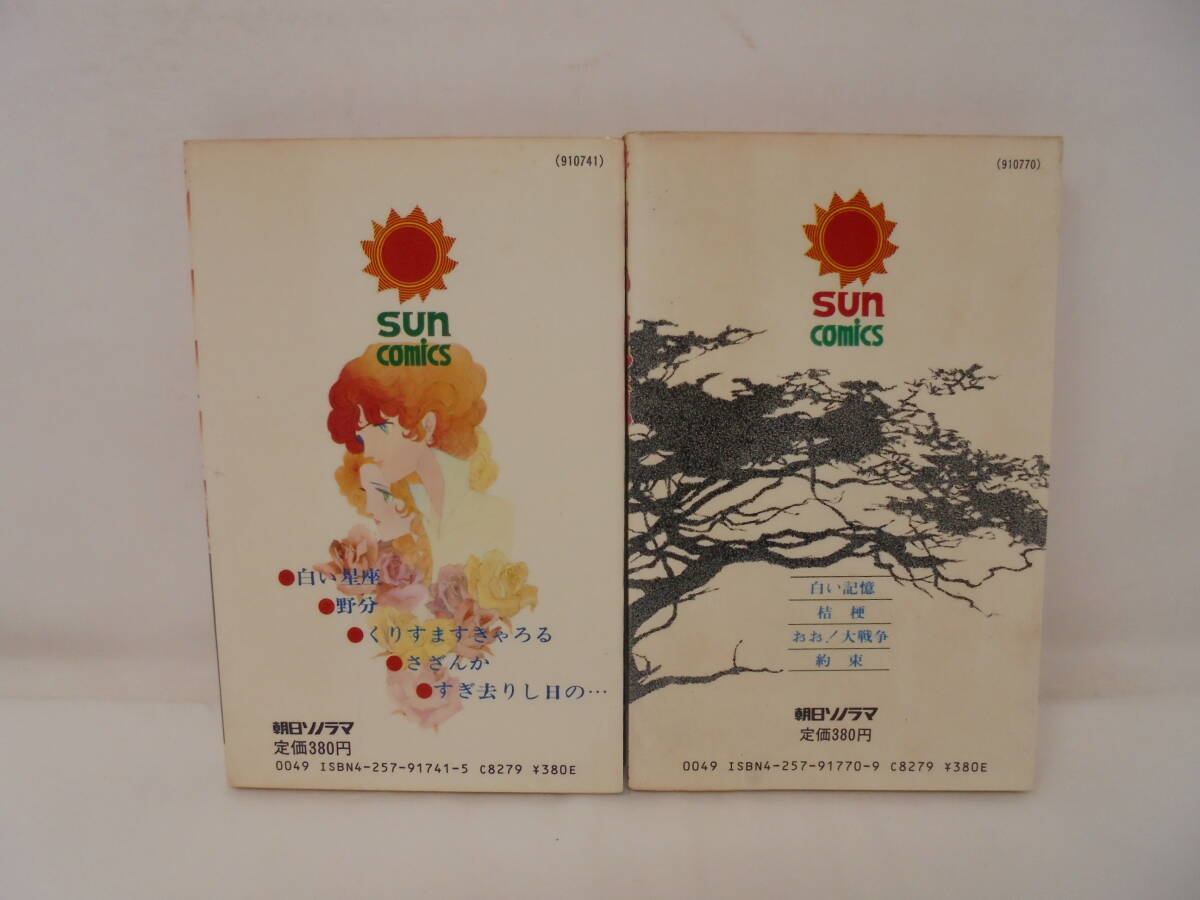 (910741)
sun
comics
●白い星座
●野分
●くりすますきゃろる
●さざんか
●すぎ去りし日の…
朝日ソノラマ
定価380円
0049 ISBN4-257-91741-5 C8279 ¥380E
(910770)
sun
comics
白い記憶
桔梗
おお!大戦争
約束
朝日ソノラマ
定価380円
0049 ISBN4-257-91770-9 C8279 ¥380E